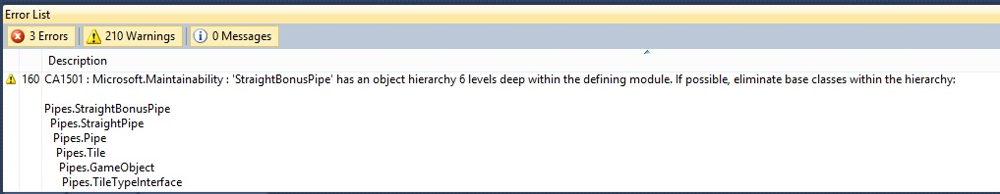 Error List
3 Errors
210 Warnings
0 Messages
Description
160 CA1501 : Microsoft.Maintainability : 'StraightBonusPipe' has an object hierarchy 6 levels deep within the defining module. If possible, eliminate base classes within the hierarchy:
Pipes.StraightBonusPipe
Pipes.StraightPipe
Pipes.Pipe
Pipes.Tile
Pipes.GameObject
Pipes.TileTypeInterface